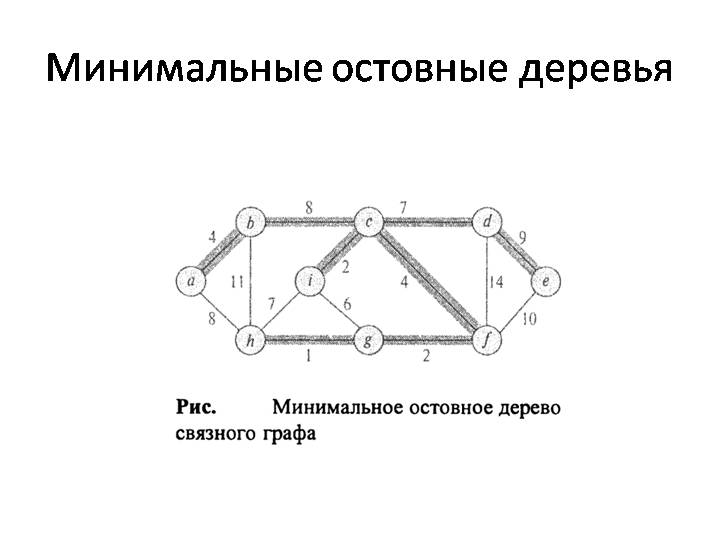 Минимальные остовные деревья
8 7
b c d
4 9
a 11 i 2 4 14 e
8 7 6 10
h g f
1 2
Рис. Минимальное остовное дерево
связного графа